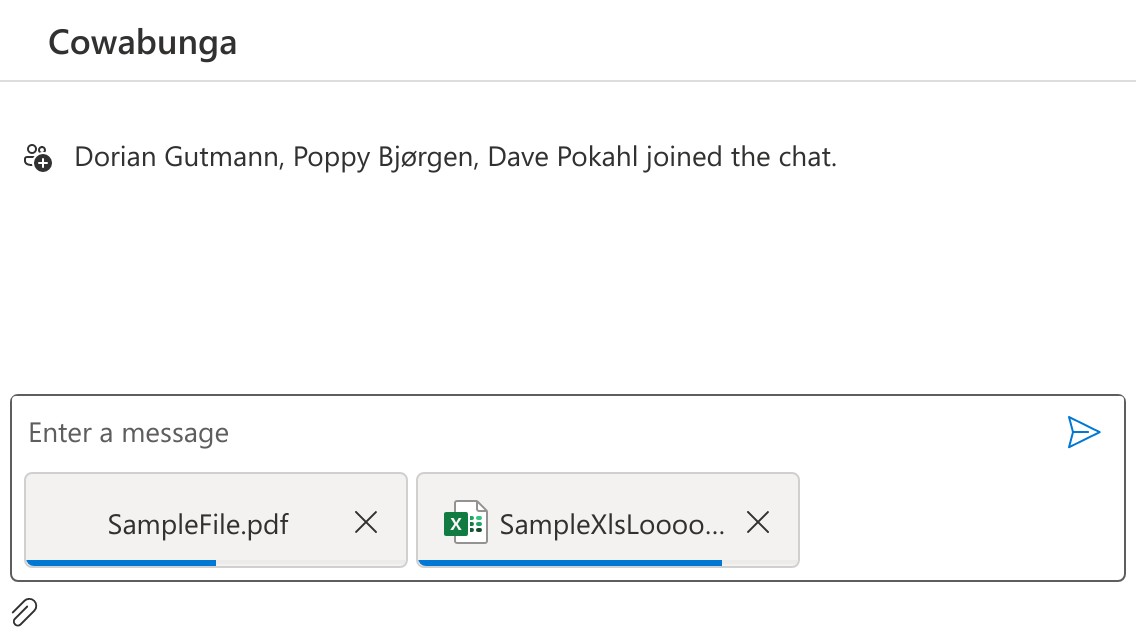 Cowabunga
Dorian Gutmann, Poppy Bjørgen, Dave Pokahl joined the chat.
Enter a message
SampleFile.pdf
X SampleXlsLoooo...